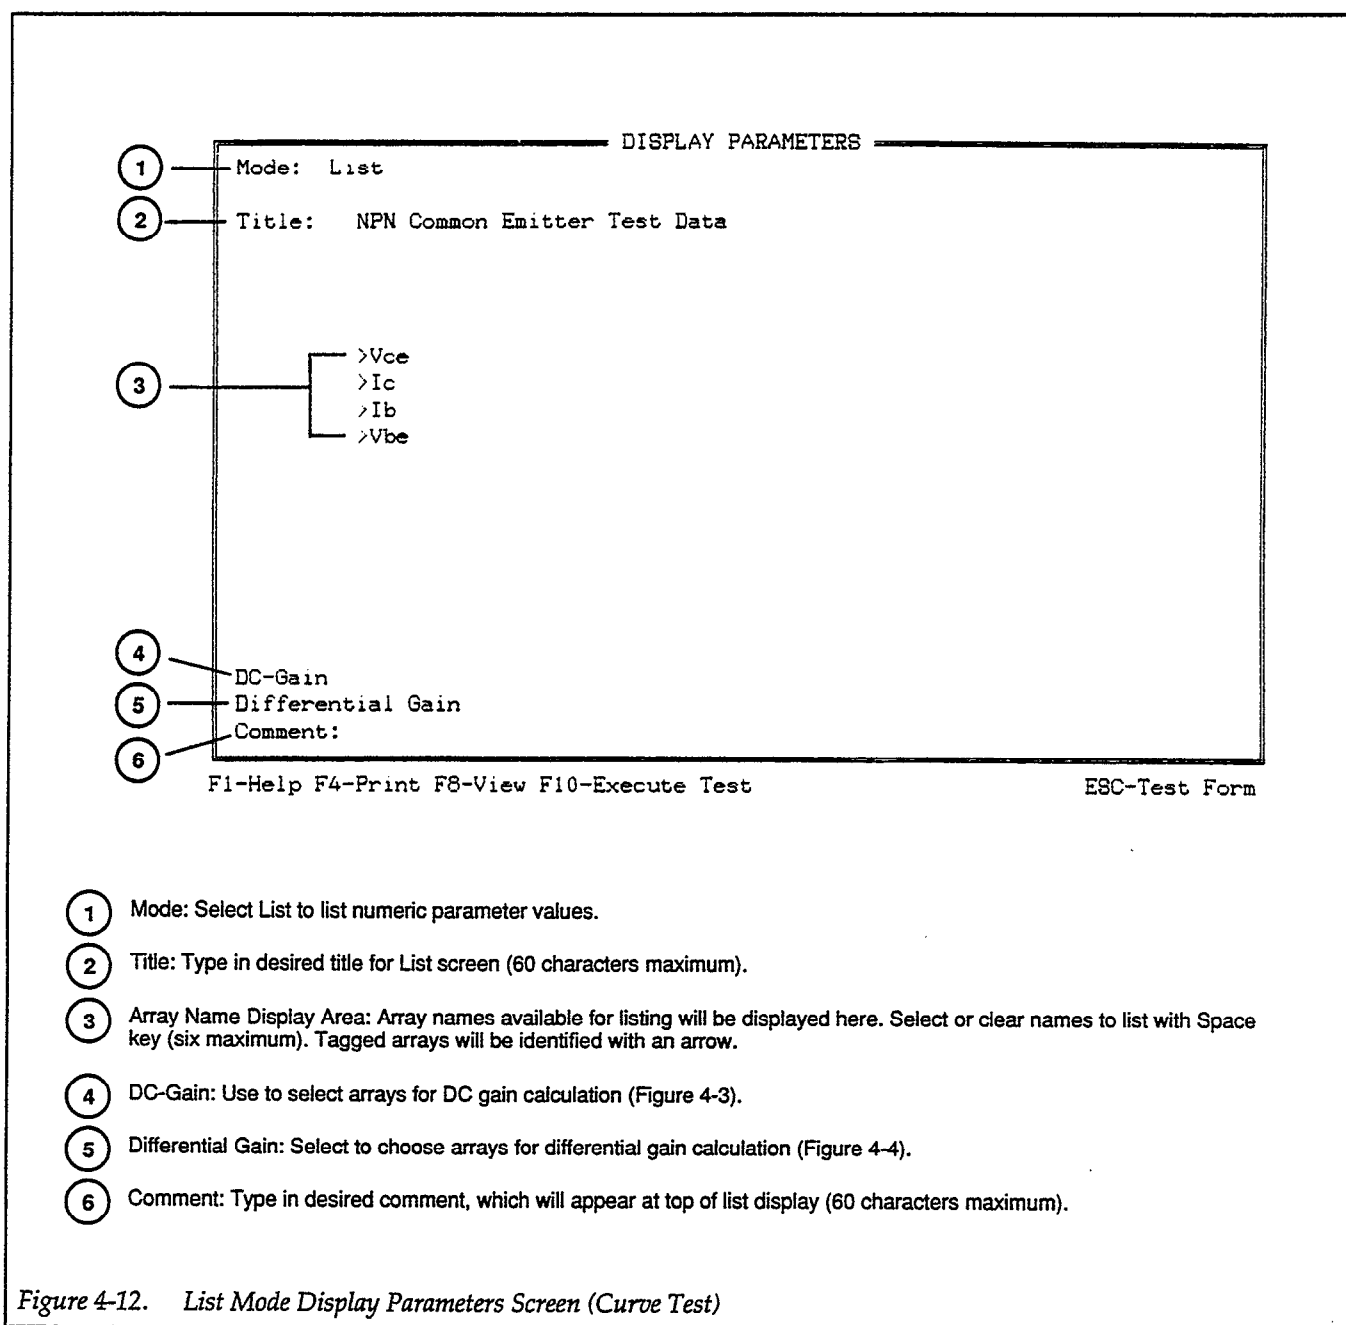 DISPLAY PARAMETERS
1 Mode: List
2 Title: NPN Common Emitter Test Data
>Vce
3 >Ic
>Ib
>Vbe
4 DC-Gain
5 Differential Gain
6 Comment:
F1-Help F4-Print F8-View F10-Execute Test ESC-Test Form
1 Mode: Select List to list numeric parameter values.
2 Title: Type in desired title for List screen (60 characters maximum).
3 Array Name Display Area: Array names available for listing will be displayed here. Select or clear names to list with Space
key (six maximum). Tagged arrays will be identified with an arrow.
4 DC-Gain: Use to select arrays for DC gain calculation (Figure 4-3).
5 Differential Gain: Select to choose arrays for differential gain calculation (Figure 4-4).
6 Comment: Type in desired comment, which will appear at top of list display (60 characters maximum).
Figure 4-12. List Mode Display Parameters Screen (Curve Test)